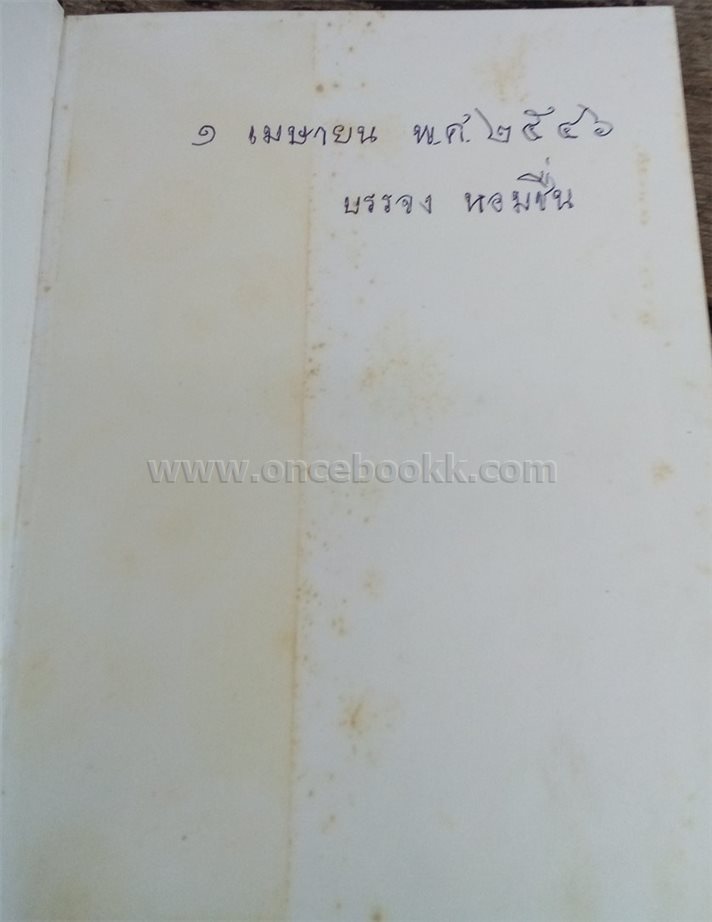 ๑ เมษายน พ.ศ. ๒๕๔๖
บรรจง หอมชื่น
www.oncebookk.com